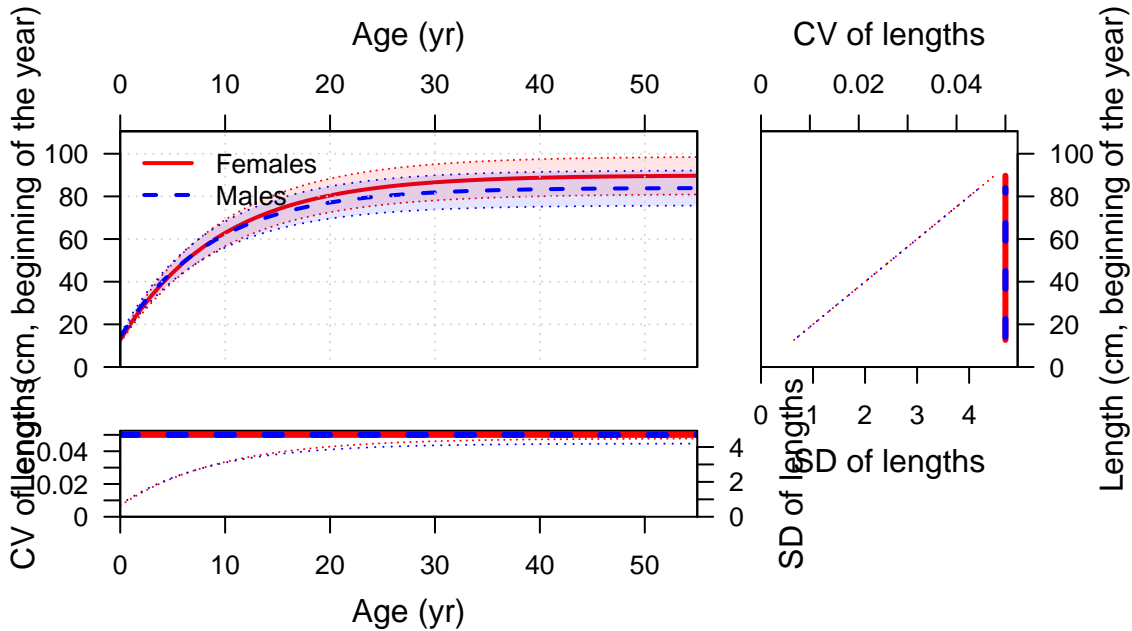 Age (yr)
CV of lengths
0 10 20 30 40 50
0 0.02 0.04
Length (cm, beginning of the year)
100
80
60
40
20
0
Females
Males
100
80
60
40
20
0
Length (cm, beginning of the year)
0 1 2 3 4
SD of lengths
CV of lengths
0.04
0.02
0
4
2
0
SD of lengths
0 10 20 30 40 50
Age (yr)